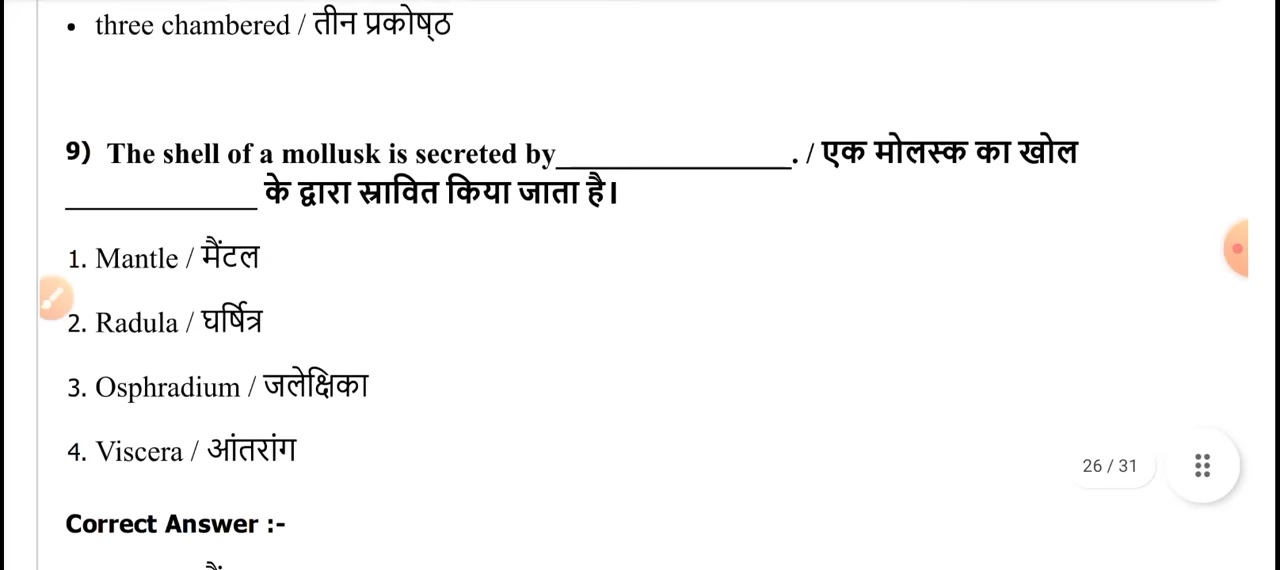 • three chambered / तीन प्रकोष्ठ
9) The shell of a mollusk is secreted by_______________. / एक मोलस्क का खोल
____________ के द्वारा स्रावित किया जाता है।
1. Mantle / मैंटल
2. Radula / घर्षित्र
3. Osphradium / जलेक्षिका
4. Viscera / आंतरांग
26 / 31
Correct Answer :-